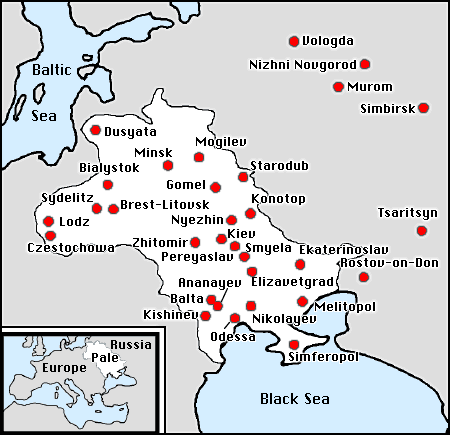 Vologda
Nizhni Novgorod
Murom
Simbirsk
Baltic
Sea
Dusyata
Mogilev
Minsk
Bialystok
Starodub
Gomel
Sydelitz
Brest-Litovsk
Konotop
Lodz
Nyezhin
Tsaritsyn
Czestochowa
Zhitomir
Kiev
Smyela
Ekaterinoslav
Pereyaslav
Rostov-on-Don
Ananayev
Elizavetgrad
Balta
Melitopol
Kishinev
Nikolayev
Odessa
Simferopol
Russia
Pale
Europe
Black Sea